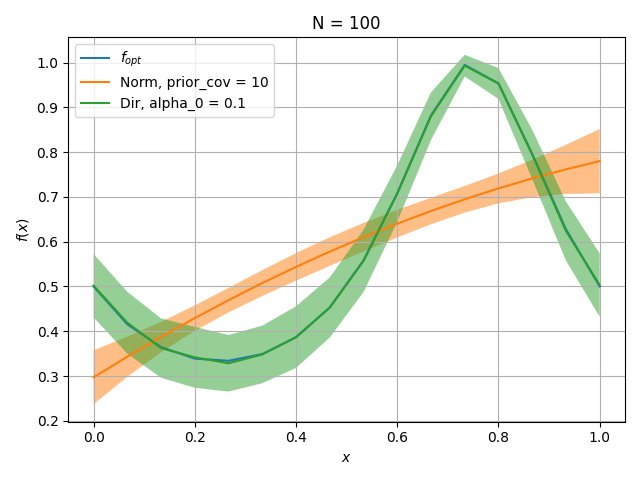 N = 100
f_opt
Norm, prior_cov = 10
Dir, alpha_0 = 0.1
1.0
0.9
0.8
0.7
0.6
0.5
0.4
0.3
0.2
f(x)
0.0 0.2 0.4 0.6 0.8 1.0
x